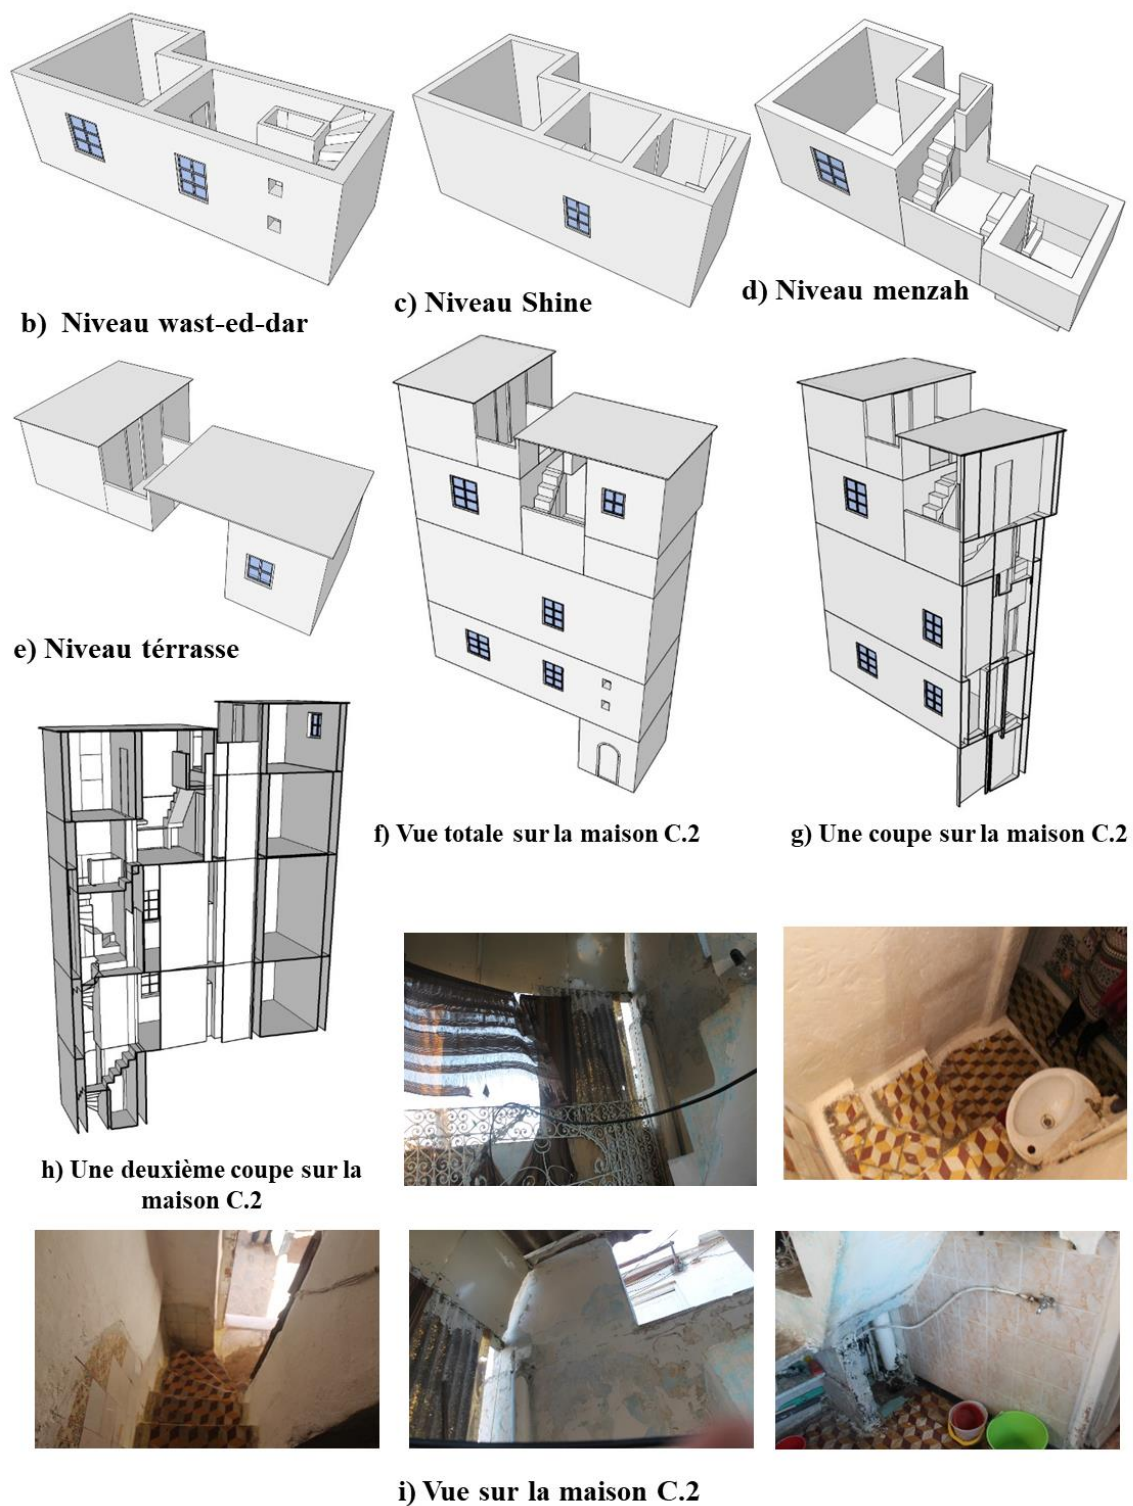 b) Niveau wast-ed-dar
c) Niveau Shine
d) Niveau menzah
e) Niveau térrasse
f) Vue totale sur la maison C.2
g) Une coupe sur la maison C.2
h) Une deuxième coupe sur la
maison C.2
i) Vue sur la maison C.2